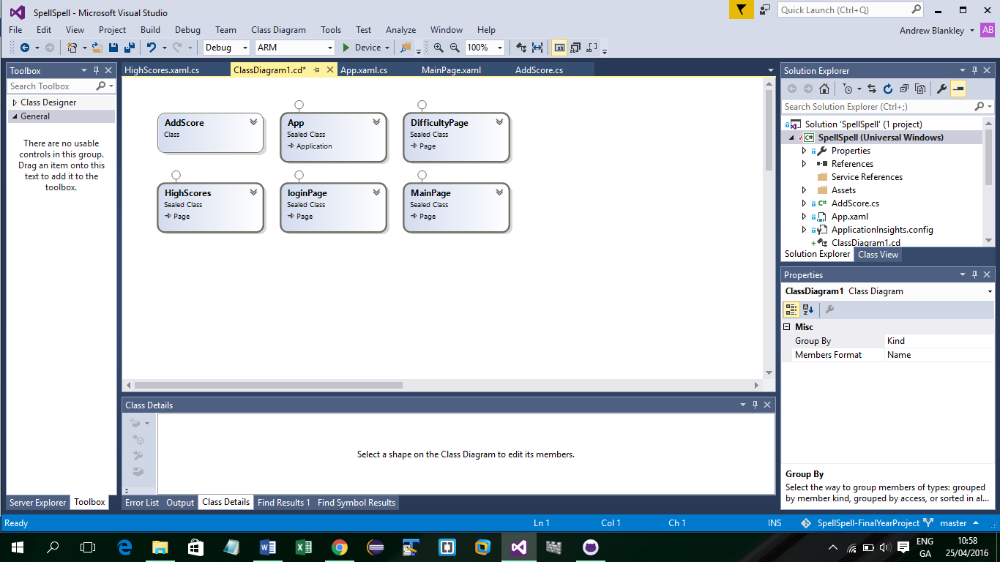 SpellSpell - Microsoft Visual Studio
Quick Launch (Ctrl+Q)
File Edit View Project Build Debug Team Class Diagram Tools Test Analyze Window Help
Andrew Blankley AB
Debug ARM Device 100%
Toolbox
Search Toolbox
Class Designer
General
There are no usable
controls in this group.
Drag an item onto this
text to add it to the
toolbox.
Server Explorer Toolbox
HighScores.xaml.cs ClassDiagram1.cd* App.xaml.cs MainPage.xaml AddScore.cs
AddScore
Class
App
Sealed Class
Application
DifficultyPage
Sealed Class
Page
HighScores
Sealed Class
Page
loginPage
Sealed Class
Page
MainPage
Sealed Class
Page
Class Details
Select a shape on the Class Diagram to edit its members.
Error List Output Class Details Find Results 1 Find Symbol Results
Solution Explorer
Search Solution Explorer (Ctrl+;)
Solution 'SpellSpell' (1 project)
C# SpellSpell (Universal Windows)
Properties
References
Service References
Assets
C# AddScore.cs
App.xaml
ApplicationInsights.config
ClassDiagram1.cd
Solution Explorer Class View
Properties
ClassDiagram1 Class Diagram
Misc
Group By Kind
Members Format Name
Group By
Select the way to group members of types: grouped
by member kind, grouped by access, or sorted in al...
Ready Ln 1 Col 1 Ch 1 INS SpellSpell-FinalYearProject master
ENG 10:58
GA 25/04/2016